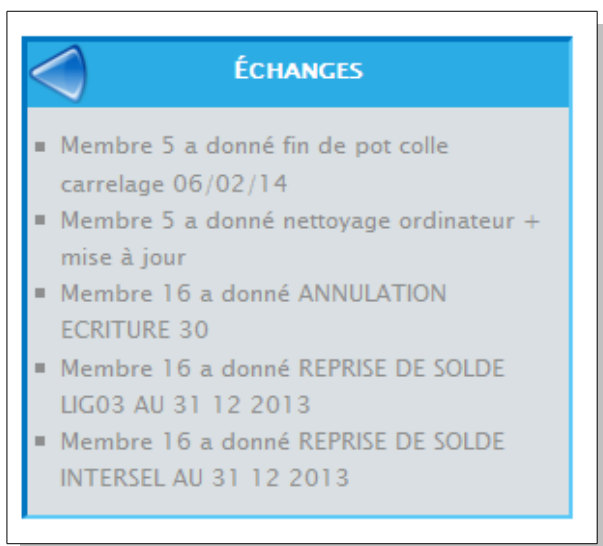 ÉCHANGES
Membre 5 a donné fin de pot colle
carrelage 06/02/14
Membre 5 a donné nettoyage ordinateur +
mise à jour
Membre 16 a donné ANNULATION
ECRITURE 30
Membre 16 a donné REPRISE DE SOLDE
LIG03 AU 31 12 2013
Membre 16 a donné REPRISE DE SOLDE
INTERSEL AU 31 12 2013